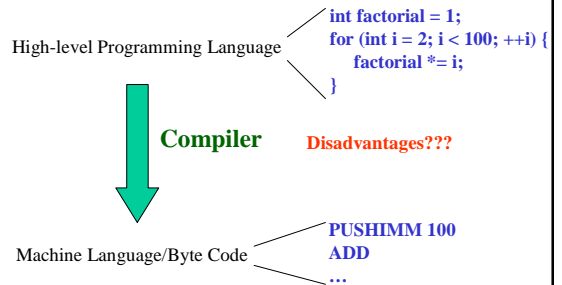 int factorial = 1;
High-level Programming Language
for (int i = 2; i < 100; ++i) {
factorial *= i;
}
Compiler
Disadvantages???
PUSHIMM 100
Machine Language/Byte Code
ADD
…